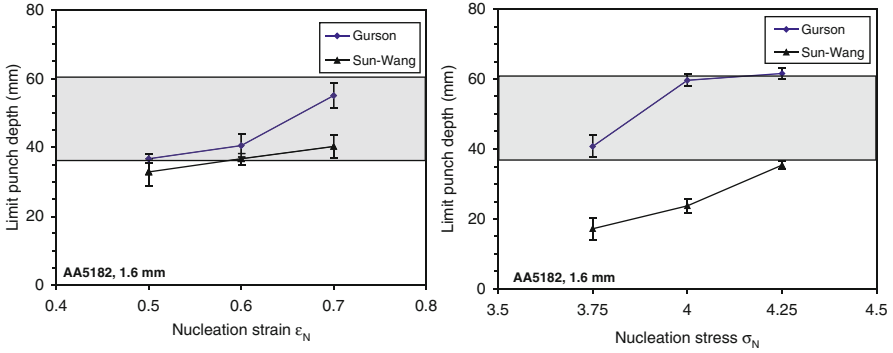 80
60
40
20
0
Limit punch depth (mm)
Gurson
Sun-Wang
AA5182, 1.6 mm
0.4 0.5 0.6 0.7 0.8
Nucleation strain ε_N
80
60
40
20
0
Limit punch depth (mm)
Gurson
Sun-Wang
AA5182, 1.6 mm
3.5 3.75 4 4.25 4.5
Nucleation stress σ_N